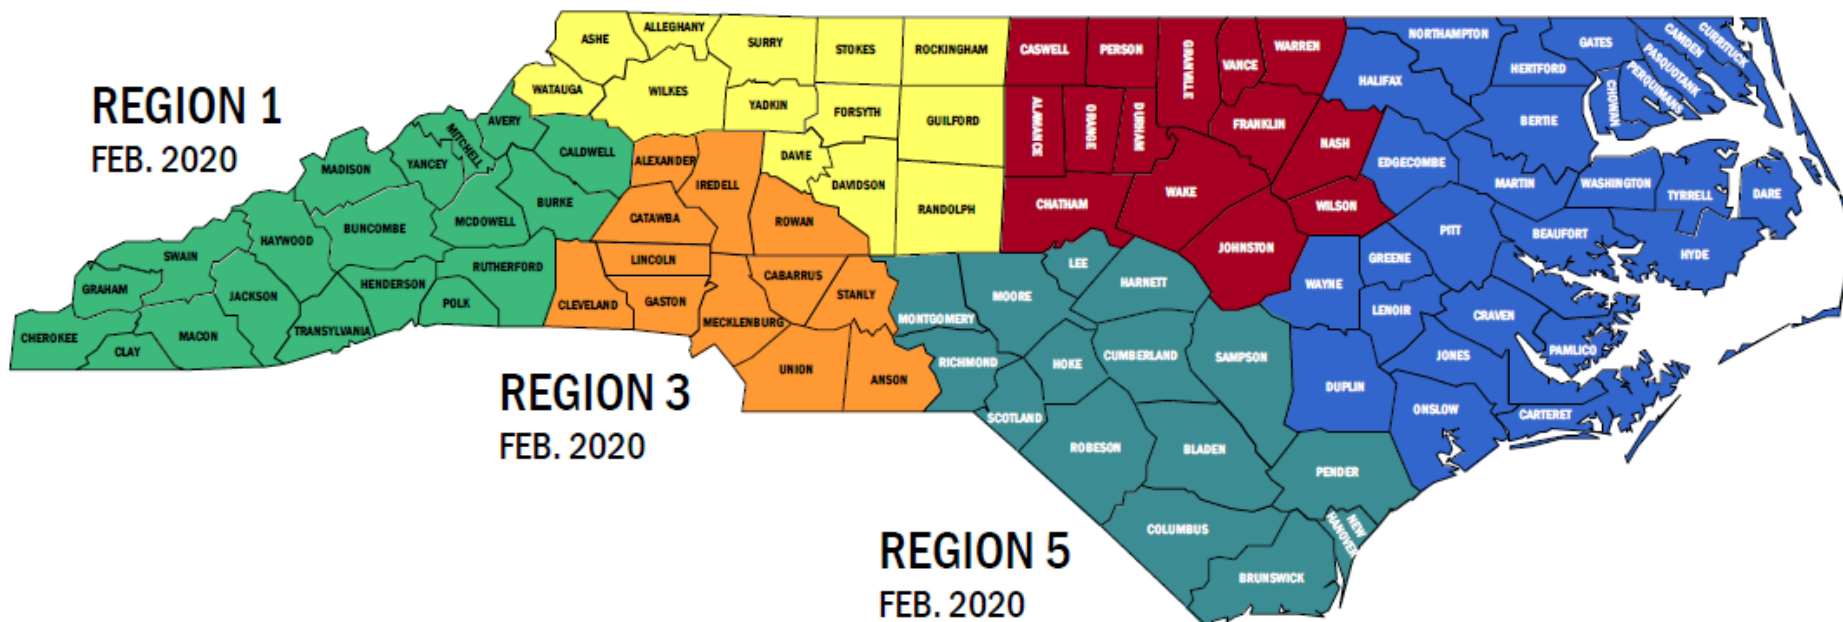 REGION 1
FEB. 2020
REGION 3
FEB. 2020
REGION 5
FEB. 2020
CHEROKEE
GRAHAM
CLAY
SWAIN
MACON
JACKSON
HAYWOOD
TRANSYLVANIA
MADISON
BUNCOMBE
HENDERSON
YANCEY
MITCHELL
AVERY
MCDOWELL
POLK
RUTHERFORD
BURKE
CALDWELL
ASHE
ALLEGHANY
WATAUGA
WILKES
SURRY
YADKIN
STOKES
FORSYTH
DAVIE
DAVIDSON
ROCKINGHAM
GUILFORD
RANDOLPH
ALEXANDER
IREDELL
CATAWBA
ROWAN
LINCOLN
CLEVELAND
GASTON
MECKLENBURG
CABARRUS
STANLY
UNION
ANSON
CASWELL
PERSON
GRANVILLE
VANCE
WARREN
ALAMANCE
ORANGE
DURHAM
FRANKLIN
NASH
CHATHAM
WAKE
WILSON
JOHNSTON
MONTGOMERY
MOORE
LEE
HARNETT
RICHMOND
HOKE
CUMBERLAND
SAMPSON
SCOTLAND
ROBESON
BLADEN
PENDER
COLUMBUS
NEW
HANOVER
BRUNSWICK
NORTHAMPTON
HALIFAX
GATES
HERTFORD
CAMDEN
CURRITUCK
PASQUOTANK
PERQUIMANS
CHOWAN
BERTIE
EDGECOMBE
MARTIN
WASHINGTON
TYRRELL
DARE
PITT
BEAUFORT
HYDE
GREENE
WAYNE
LENOIR
CRAVEN
PAMLICO
JONES
DUPLIN
ONSLOW
CARTERET